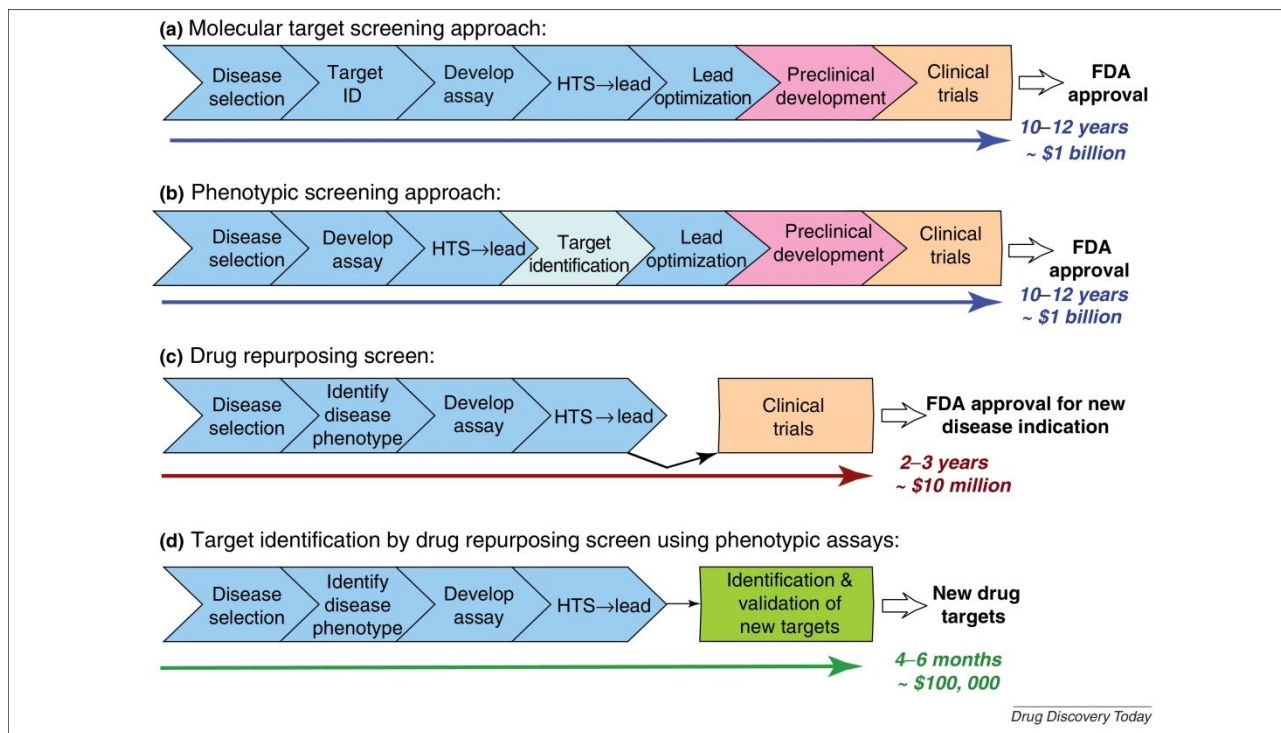 (a) Molecular target screening approach:
Disease
selection
Target
ID
Develop
assay
HTS→lead
Lead
optimization
Preclinical
development
Clinical
trials
FDA
approval
10–12 years
~ $1 billion
(b) Phenotypic screening approach:
Disease
selection
Develop
assay
HTS→lead
Target
identification
Lead
optimization
Preclinical
development
Clinical
trials
FDA
approval
10–12 years
~ $1 billion
(c) Drug repurposing screen:
Disease
selection
Identify
disease
phenotype
Develop
assay
HTS→lead
Clinical
trials
FDA approval for new
disease indication
2–3 years
~ $10 million
(d) Target identification by drug repurposing screen using phenotypic assays:
Disease
selection
Identify
disease
phenotype
Develop
assay
HTS→lead
Identification &
validation of
new targets
New drug
targets
4–6 months
~ $100, 000
Drug Discovery Today